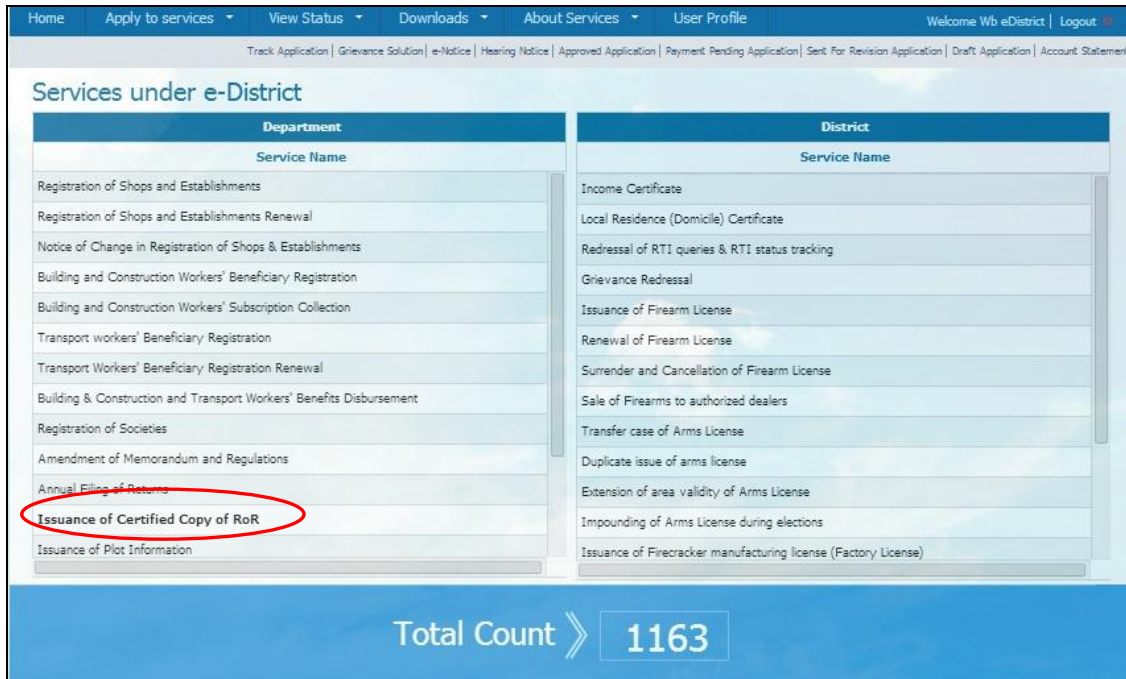 Home Apply to services View Status Downloads About Services User Profile Welcome Wb eDistrict | Logout
Track Application | Grievance Solution | e-Notice | Hearing Notice | Approved Application | Payment Pending Application | Sent For Revision Application | Draft Application | Account Statement
Services under e-District
Department
Service Name
Registration of Shops and Establishments
Registration of Shops and Establishments Renewal
Notice of Change in Registration of Shops & Establishments
Building and Construction Workers' Beneficiary Registration
Building and Construction Workers' Subscription Collection
Transport workers' Beneficiary Registration
Transport Workers' Beneficiary Registration Renewal
Building & Construction and Transport Workers' Benefits Disbursement
Registration of Societies
Amendment of Memorandum and Regulations
Annual Filing of Returns
Issuance of Certified Copy of RoR
Issuance of Plot Information
District
Service Name
Income Certificate
Local Residence (Domicile) Certificate
Redressal of RTI queries & RTI status tracking
Grievance Redressal
Issuance of Firearm License
Renewal of Firearm License
Surrender and Cancellation of Firearm License
Sale of Firearms to authorized dealers
Transfer case of Arms License
Duplicate issue of arms license
Extension of area validity of Arms License
Impounding of Arms License during elections
Issuance of Firecracker manufacturing license (Factory License)
Total Count 1163